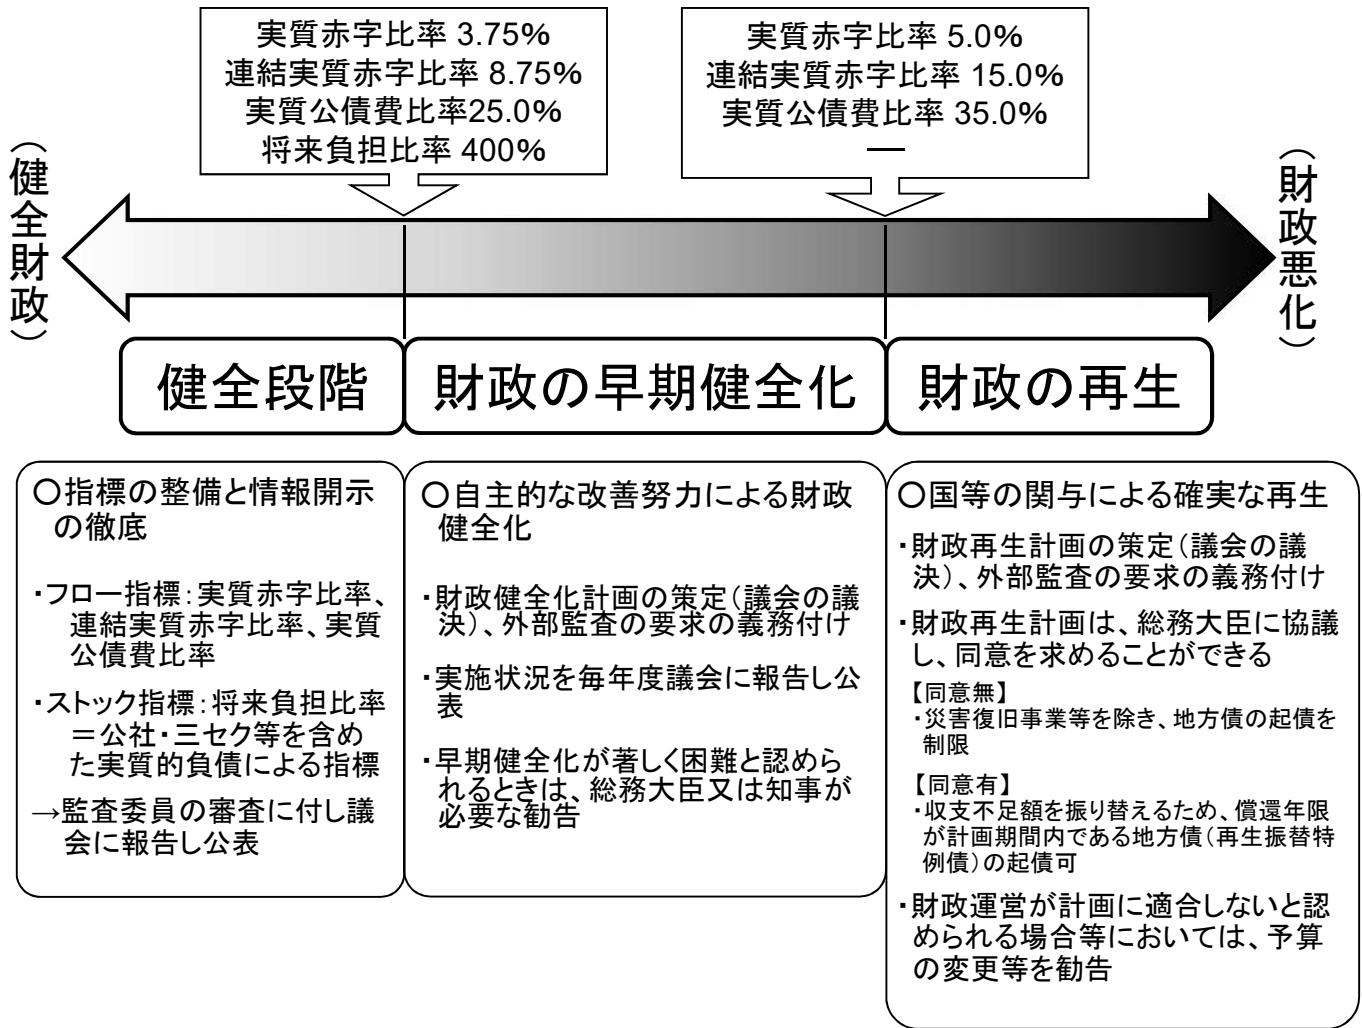 実質赤字比率 3.75%
連結実質赤字比率 8.75%
実質公債費比率25.0%
将来負担比率 400%
実質赤字比率 5.0%
連結実質赤字比率 15.0%
実質公債費比率 35.0%
―
（健全財政）
（財政悪化）
健全段階
財政の早期健全化
財政の再生
○指標の整備と情報開示
の徹底
・フロー指標：実質赤字比率、
連結実質赤字比率、実質
公債費比率
・ストック指標：将来負担比率
＝公社・三セク等を含め
た実質的負債による指標
→監査委員の審査に付し議
会に報告し公表
○自主的な改善努力による財政
健全化
・財政健全化計画の策定（議会の議
決）、外部監査の要求の義務付け
・実施状況を毎年度議会に報告し公
表
・早期健全化が著しく困難と認めら
れるときは、総務大臣又は知事が
必要な勧告
○国等の関与による確実な再生
・財政再生計画の策定（議会の議
決）、外部監査の要求の義務付け
・財政再生計画は、総務大臣に協議
し、同意を求めることができる
【同意無】
・災害復旧事業等を除き、地方債の起債を
制限
【同意有】
・収支不足額を振り替えるため、償還年限
が計画期間内である地方債（再生振替特
例債）の起債可
・財政運営が計画に適合しないと認
められる場合等においては、予算
の変更等を勧告